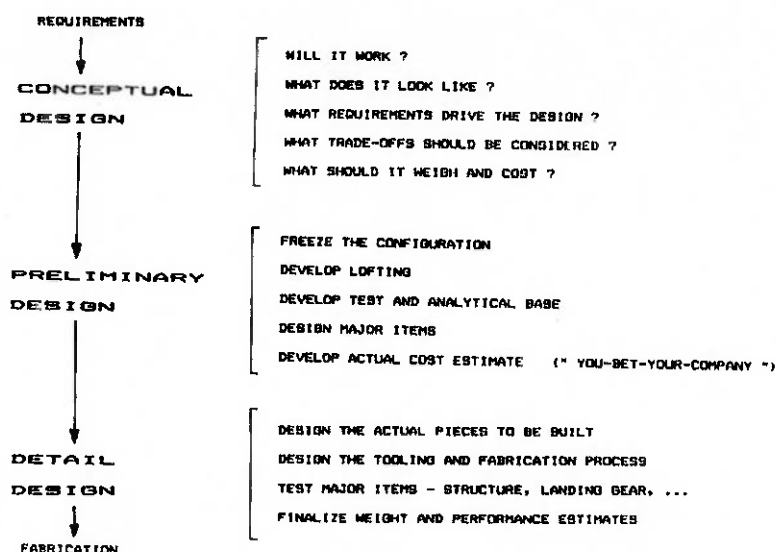 REQUIREMENTS
CONCEPTUAL
DESIGN
WILL IT WORK ?
WHAT DOES IT LOOK LIKE ?
WHAT REQUIREMENTS DRIVE THE DESIGN ?
WHAT TRADE-OFFS SHOULD BE CONSIDERED ?
WHAT SHOULD IT WEIGH AND COST ?
PRELIMINARY
DESIGN
FREEZE THE CONFIGURATION
DEVELOP LOFTING
DEVELOP TEST AND ANALYTICAL BASE
DESIGN MAJOR ITEMS
DEVELOP ACTUAL COST ESTIMATE (" YOU-BET-YOUR-COMPANY ")
DETAIL
DESIGN
DESIGN THE ACTUAL PIECES TO BE BUILT
DESIGN THE TOOLING AND FABRICATION PROCESS
TEST MAJOR ITEMS - STRUCTURE, LANDING GEAR, ...
FINALIZE WEIGHT AND PERFORMANCE ESTIMATES
FABRICATION